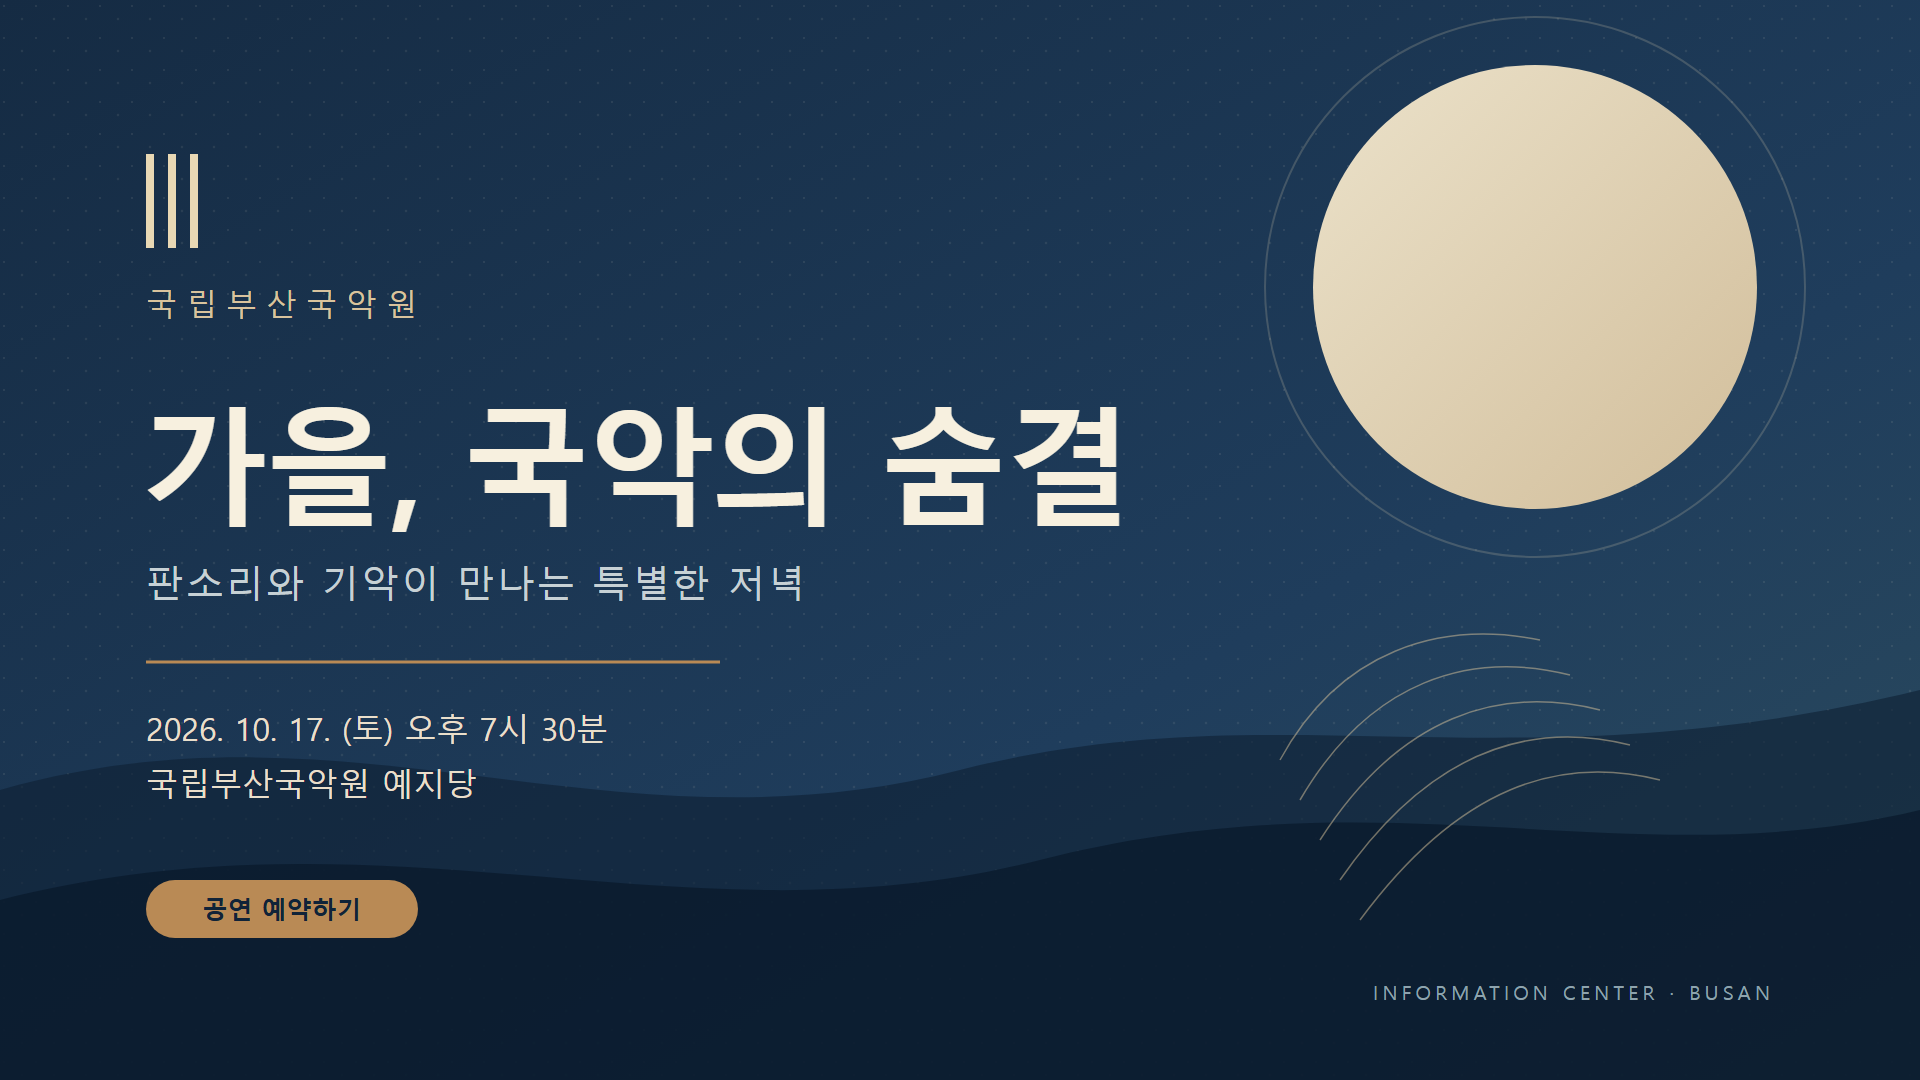 국립부산국악원
가을, 국악의 숨결
판소리와 기악이 만나는 특별한 저녁
2026. 10. 17. (토) 오후 7시 30분
국립부산국악원 예지당
공연 예약하기
INFORMATION CENTER · BUSAN